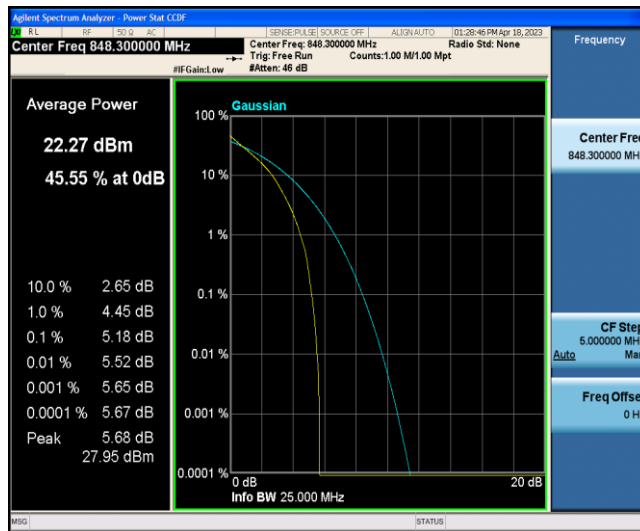 Agilent Spectrum Analyzer - Power Stat CCDF
RL RF 50 Ω AC SENSE:PULSE SOURCE OFF ALIGNAUTO 01:28:46 PM Apr 18, 2023
Center Freq 848.300000 MHz
Center Freq: 848.300000 MHz Radio Std: None
Trig: Free Run Counts:1.00 M/1.00 Mpt
#IFGain:Low #Atten: 46 dB
Frequency
Average Power
22.27 dBm
45.55 % at 0dB
10.0 % 2.65 dB
1.0 % 4.45 dB
0.1 % 5.18 dB
0.01 % 5.52 dB
0.001 % 5.65 dB
0.0001 % 5.67 dB
Peak 5.68 dB
27.95 dBm
Gaussian
100 %
10 %
1 %
0.1 %
0.01 %
0.001 %
0.0001 %
0 dB 20 dB
Info BW 25.000 MHz
Center Fre
848.300000 MH
CF Step
5.000000 MH
Auto Ma
Freq Offse
0 H
MSG STATUS